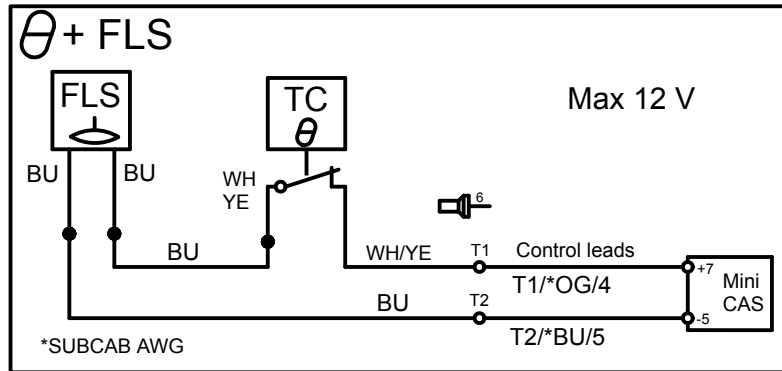 θ + FLS
FLS
TC
θ
Max 12 V
BU
BU
WH
YE
6
BU
WH/YE
T1
Control leads
+7
T1/*OG/4
Mini
CAS
BU
T2
-5
T2/*BU/5
*SUBCAB AWG